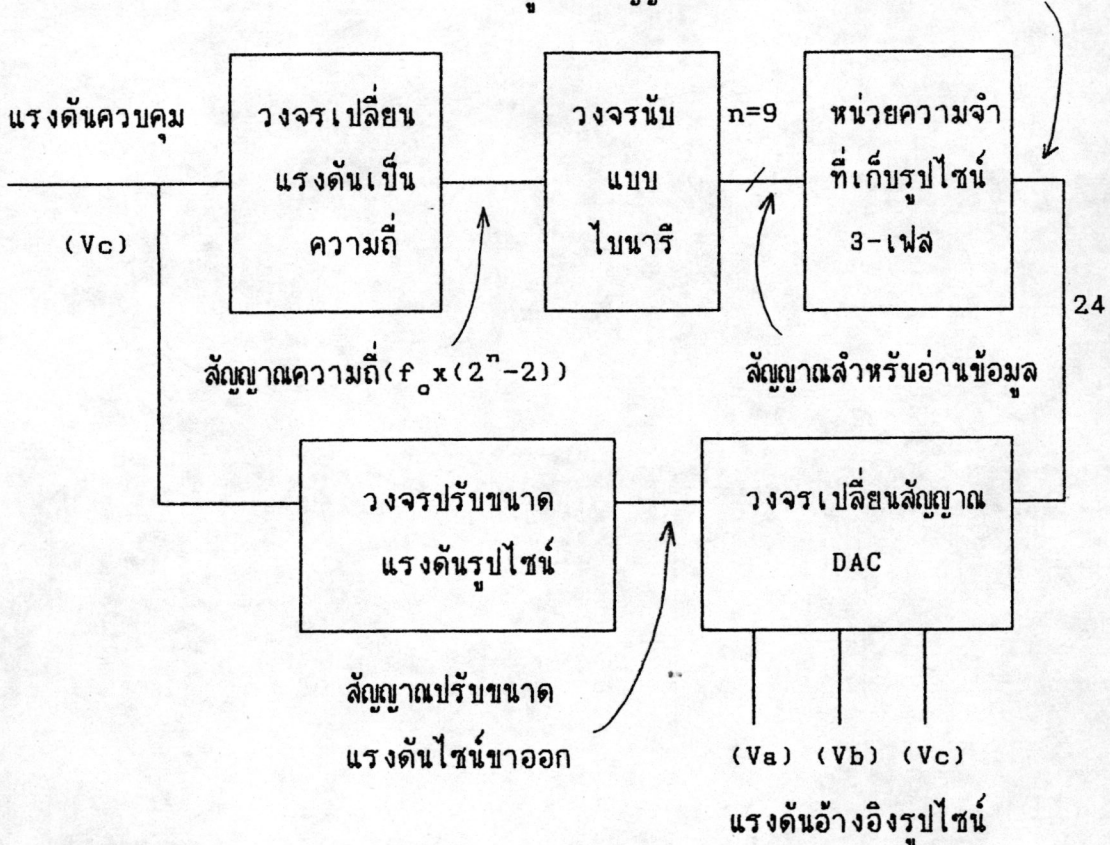 แรงดันควบคุม
(Vc)
วงจรเปลี่ยน
แรงดันเป็น
ความถี่
วงจรนับ
แบบ
ไบนารี
n=9
หน่วยความจำ
ที่เก็บรูปไซน์
3-เฟส
24
สัญญาณความถี่(f_o x(2^n-2))
สัญญาณสำหรับอ่านข้อมูล
วงจรปรับขนาด
แรงดันรูปไซน์
วงจรเปลี่ยนสัญญาณ
DAC
สัญญาณปรับขนาด
แรงดันไซน์ขาออก
(Va) (Vb) (Vc)
แรงดันอ้างอิงรูปไซน์